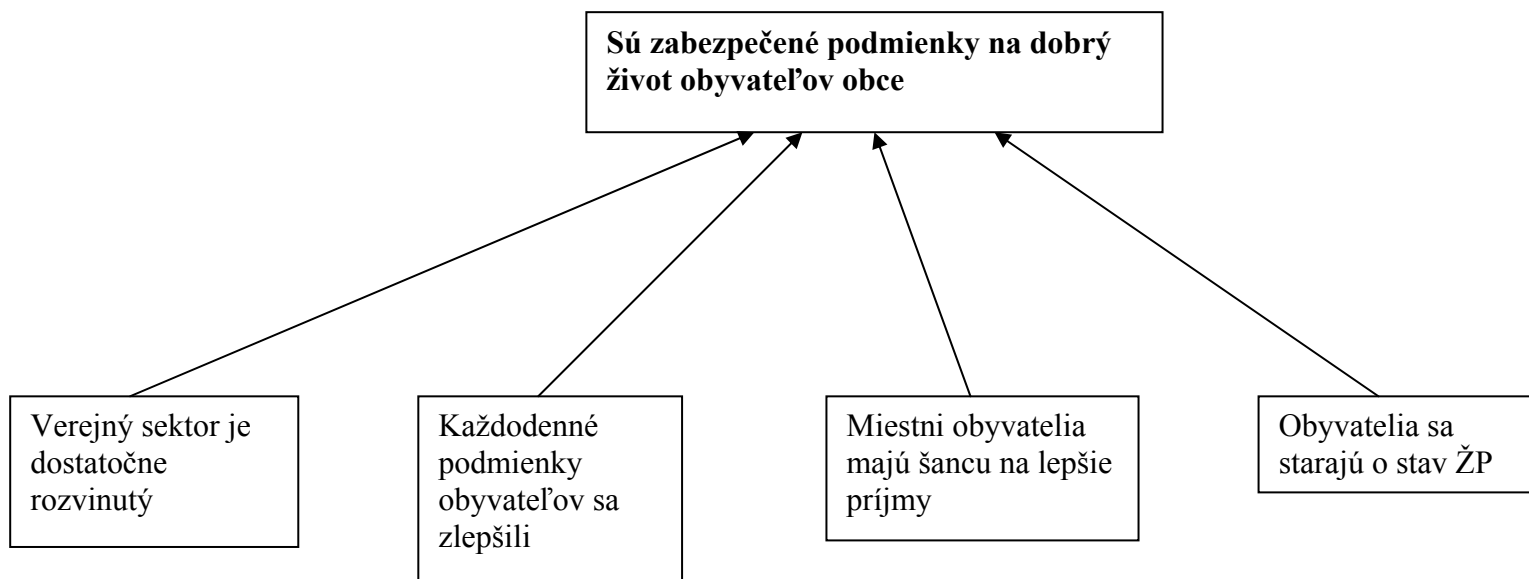 Sú zabezpečené podmienky na dobrý
život obyvateľov obce
Verejný sektor je
dostatočne
rozvinutý
Každodenné
podmienky
obyvateľov sa
zlepšili
Miestni obyvatelia
majú šancu na lepšie
príjmy
Obyvatelia sa
starajú o stav ŽP